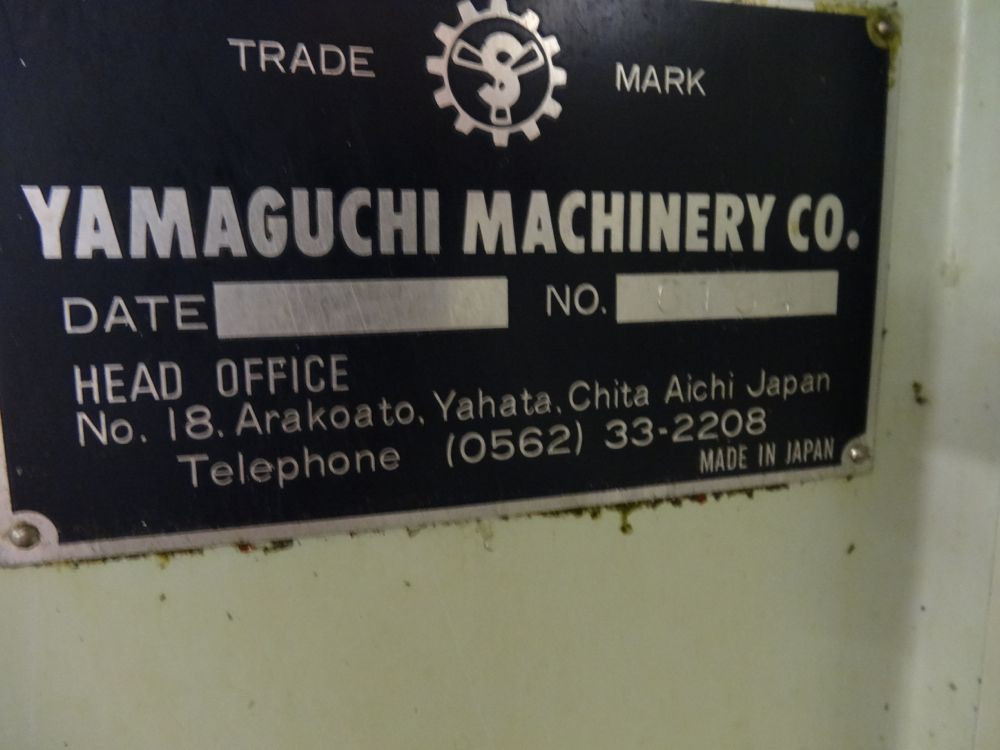 TRADE MARK
YAMAGUCHI MACHINERY CO.
DATE NO.
HEAD OFFICE
No. 18. Arakoato. Yahata. Chita Aichi Japan
Telephone (0562) 33-2208
MADE IN JAPAN